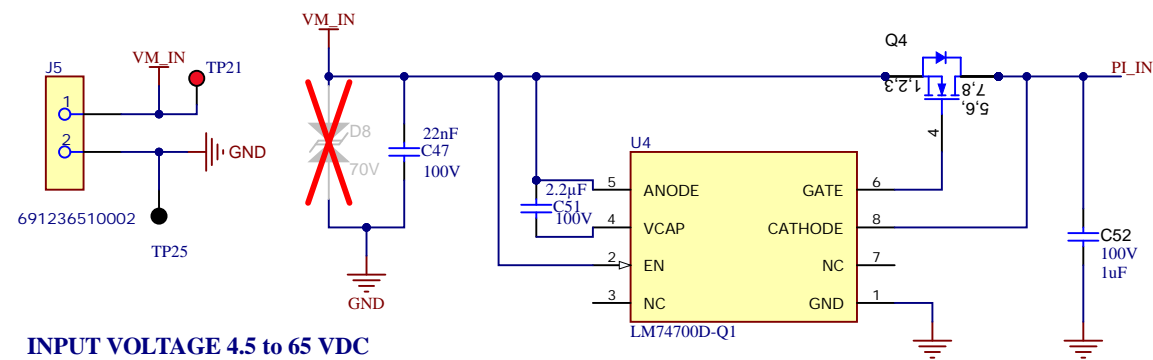 VM_IN
J5
VM_IN
TP21
1
2
GND
691236510002
TP25
D8
70V
22nF
C47
100V
GND
2.2µF
C51
100V
U4
5
ANODE
4
VCAP
2
EN
3
NC
GATE
6
CATHODE
8
NC
7
GND
1
LM74700D-Q1
Q4
1,2,3
5,6,
7,8
4
PI_IN
C52
100V
1uF
INPUT VOLTAGE 4.5 to 65 VDC